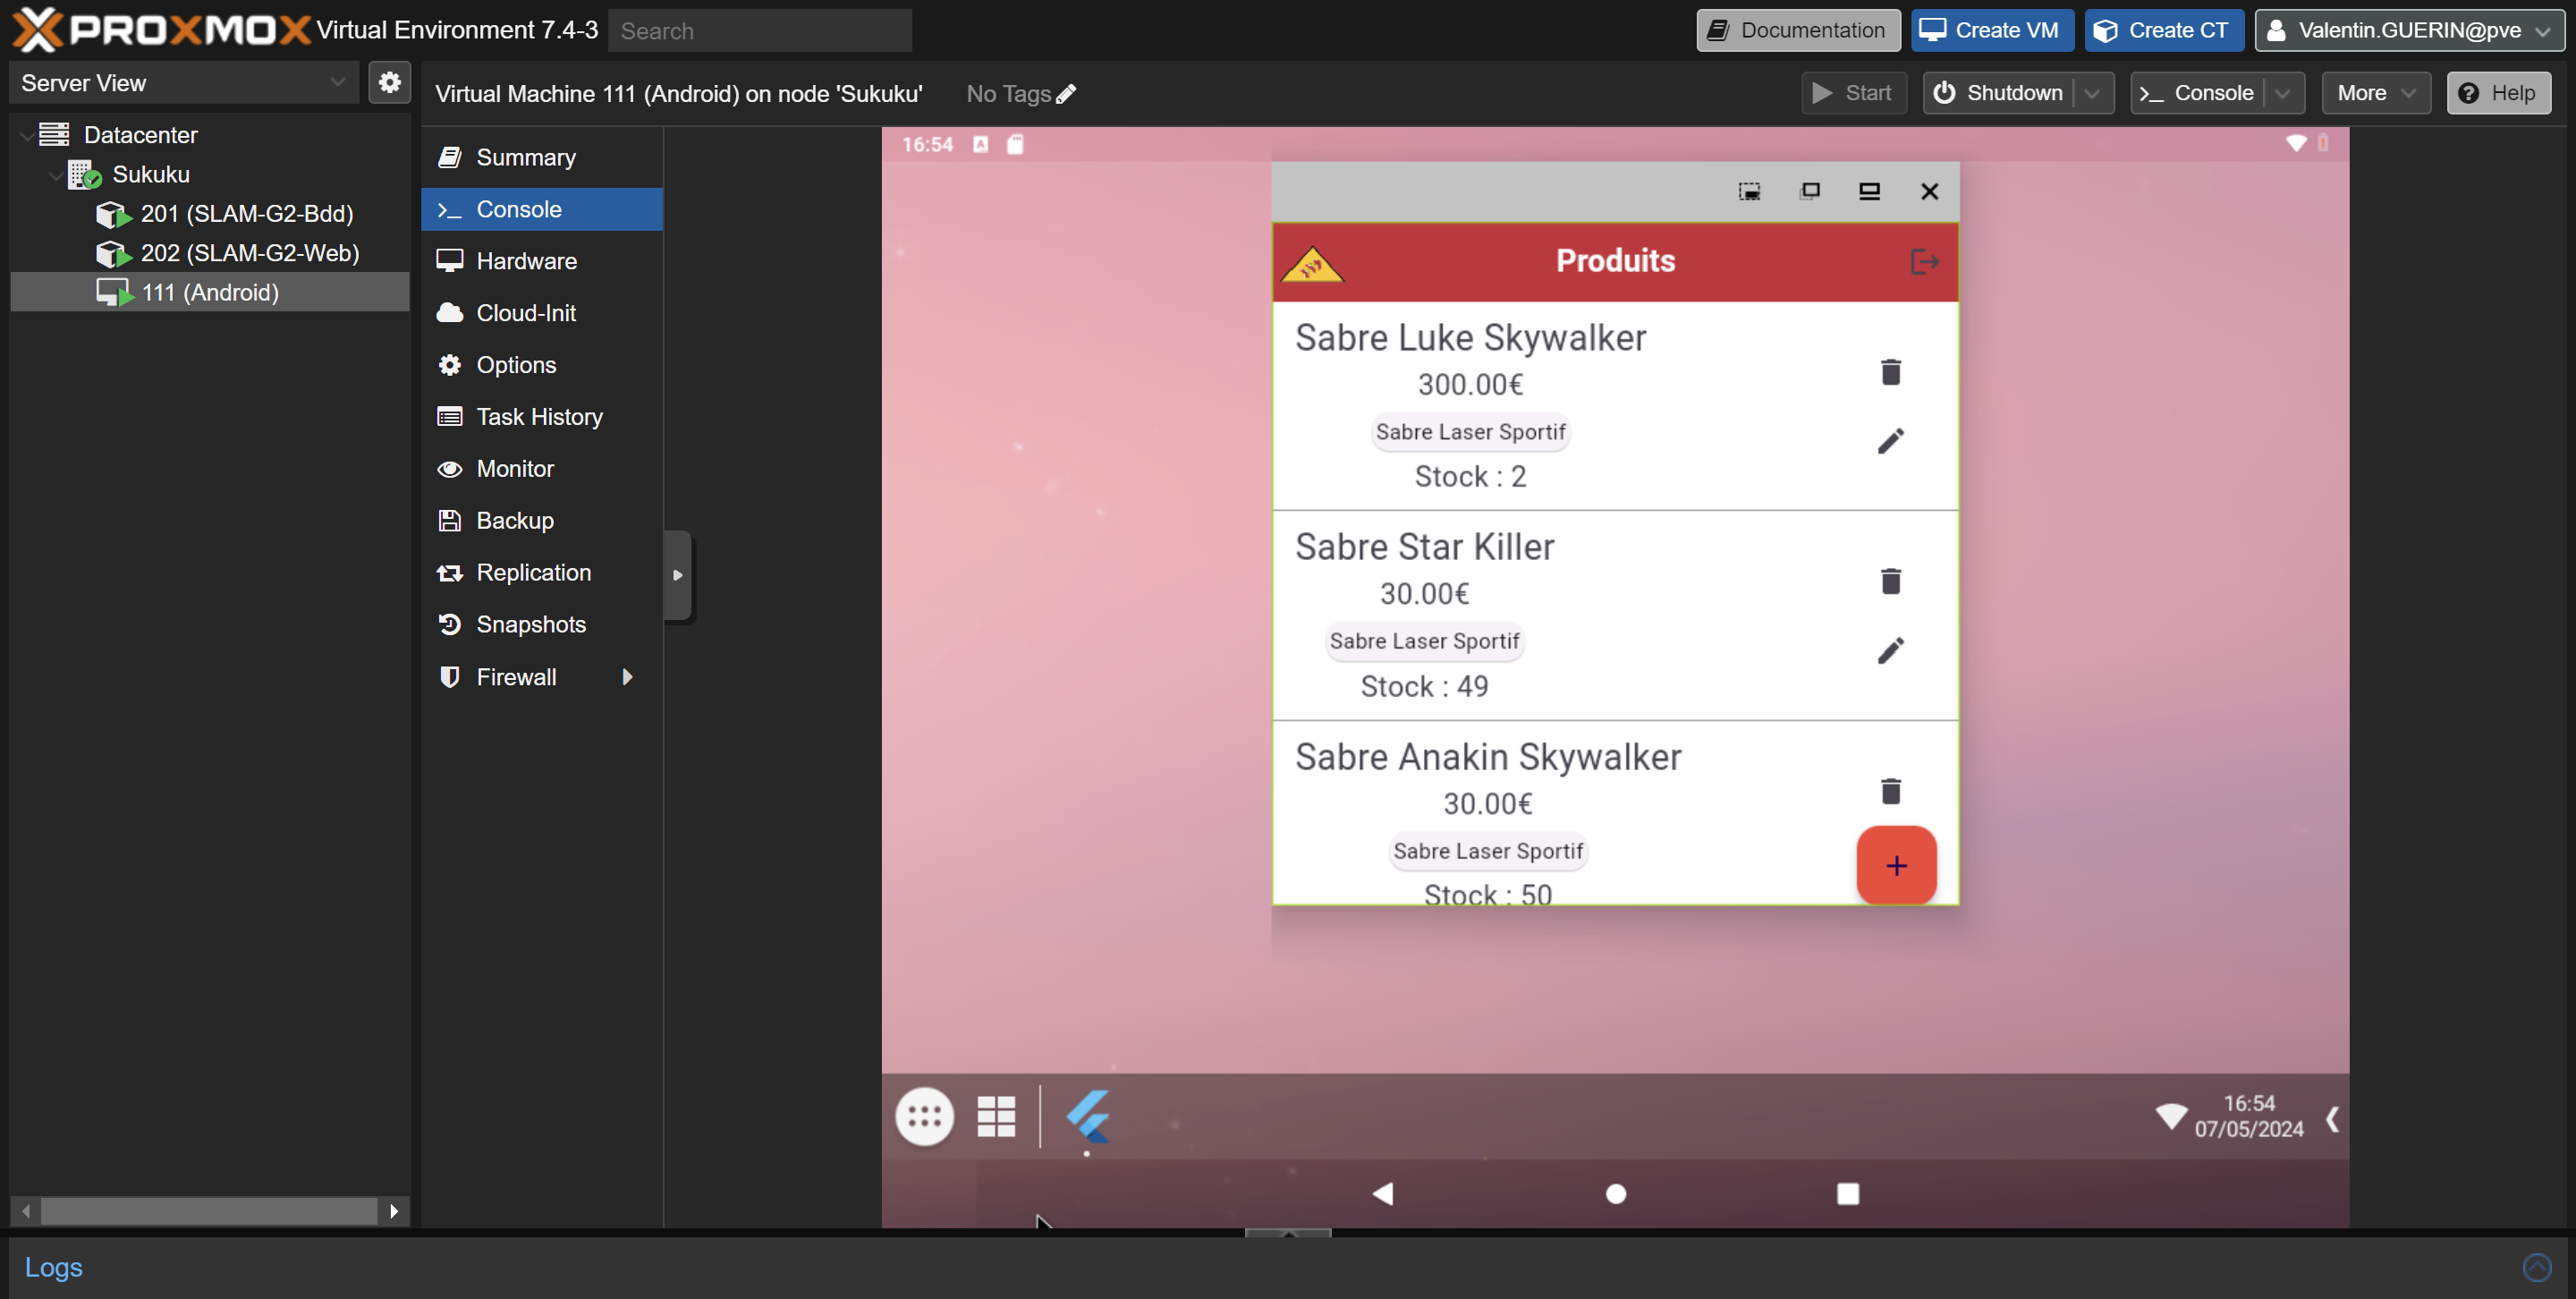 PROXMOX Virtual Environment 7.4-3 Search Documentation Create VM Create CT Valentin.GUERIN@pve
Server View
Virtual Machine 111 (Android) on node 'Sukuku' No Tags Start Shutdown Console More Help
Datacenter
Sukuku
201 (SLAM-G2-Bdd)
202 (SLAM-G2-Web)
111 (Android)
Summary
Console
Hardware
Cloud-Init
Options
Task History
Monitor
Backup
Replication
Snapshots
Firewall
16:54
Produits
Sabre Luke Skywalker
300.00€
Sabre Laser Sportif
Stock : 2
Sabre Star Killer
30.00€
Sabre Laser Sportif
Stock : 49
Sabre Anakin Skywalker
30.00€
Sabre Laser Sportif
Stock : 50
16:54
07/05/2024
Logs